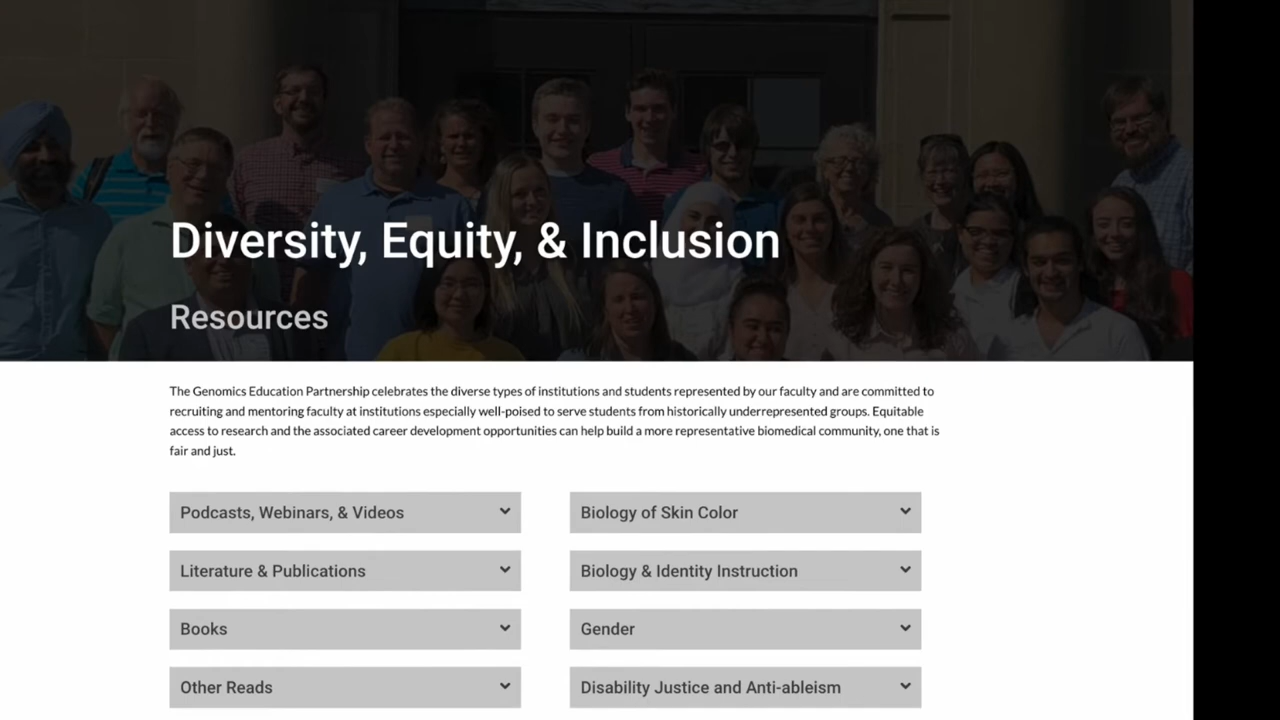 Diversity, Equity, & Inclusion
Resources
The Genomics Education Partnership celebrates the diverse types of institutions and students represented by our faculty and are committed to
recruiting and mentoring faculty at institutions especially well-poised to serve students from historically underrepresented groups. Equitable
access to research and the associated career development opportunities can help build a more representative biomedical community, one that is
fair and just.
Podcasts, Webinars, & Videos
Literature & Publications
Books
Other Reads
Biology of Skin Color
Biology & Identity Instruction
Gender
Disability Justice and Anti-ableism